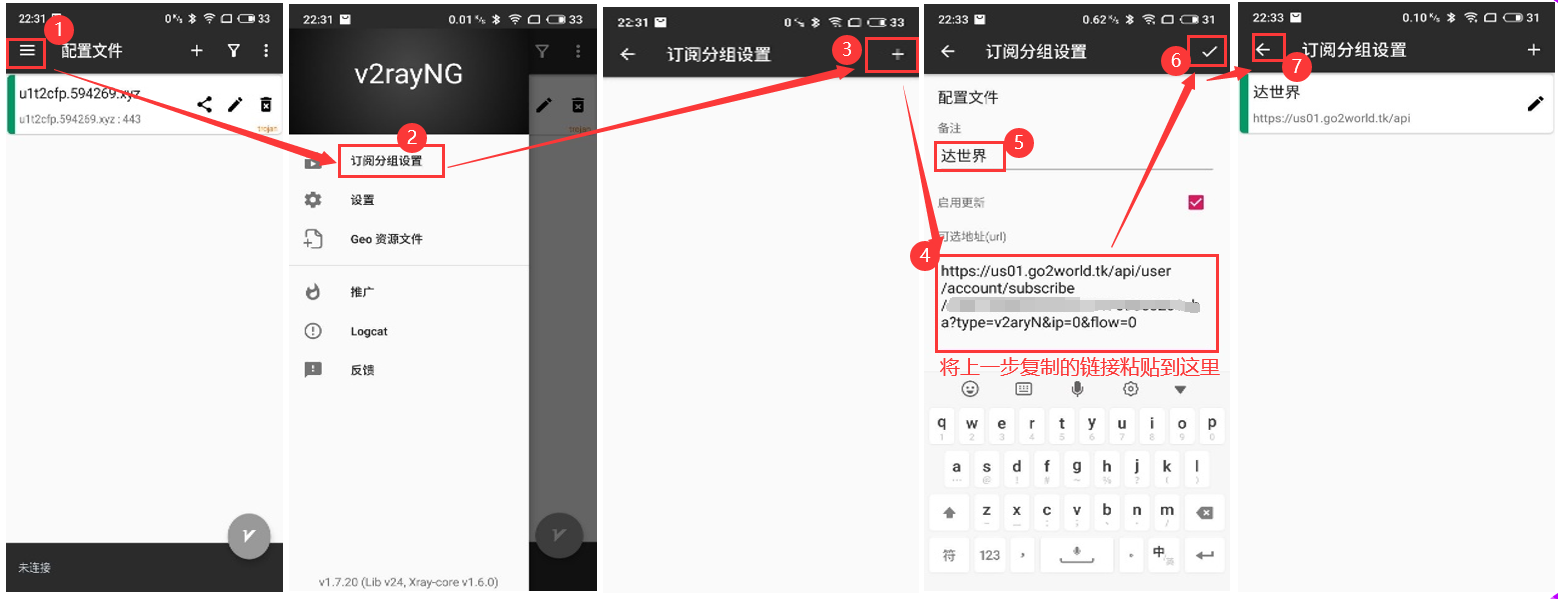 22:31
0 K/s
33
1
配置文件
u1t2cfp.594269.xyz
u1t2cfp.594269.xyz : 443
trojan
未连接
22:31
0.01 K/s
33
v2rayNG
2
订阅分组设置
设置
Geo 资源文件
推广
Logcat
反馈
v1.7.20 (Lib v24, Xray-core v1.6.0)
trojan
22:31
33
订阅分组设置
3
22:33
0.62 K/s
31
订阅分组设置
6
配置文件
备注
达世界
5
启用更新
可选地址(url)
4
https://us01.go2world.tk/api/user
/account/subscribe
/
a?type=v2aryN&ip=0&flow=0
将上一步复制的链接粘贴到这里
q w e r t y u i o p
1 2 3 4 5 6 7 8 9 0
a s d f g h j k l
z x c v b n m
符 123 , 。 中
简
22:33
0.10 K/s
31
订阅分组设置
7
达世界
https://us01.go2world.tk/api